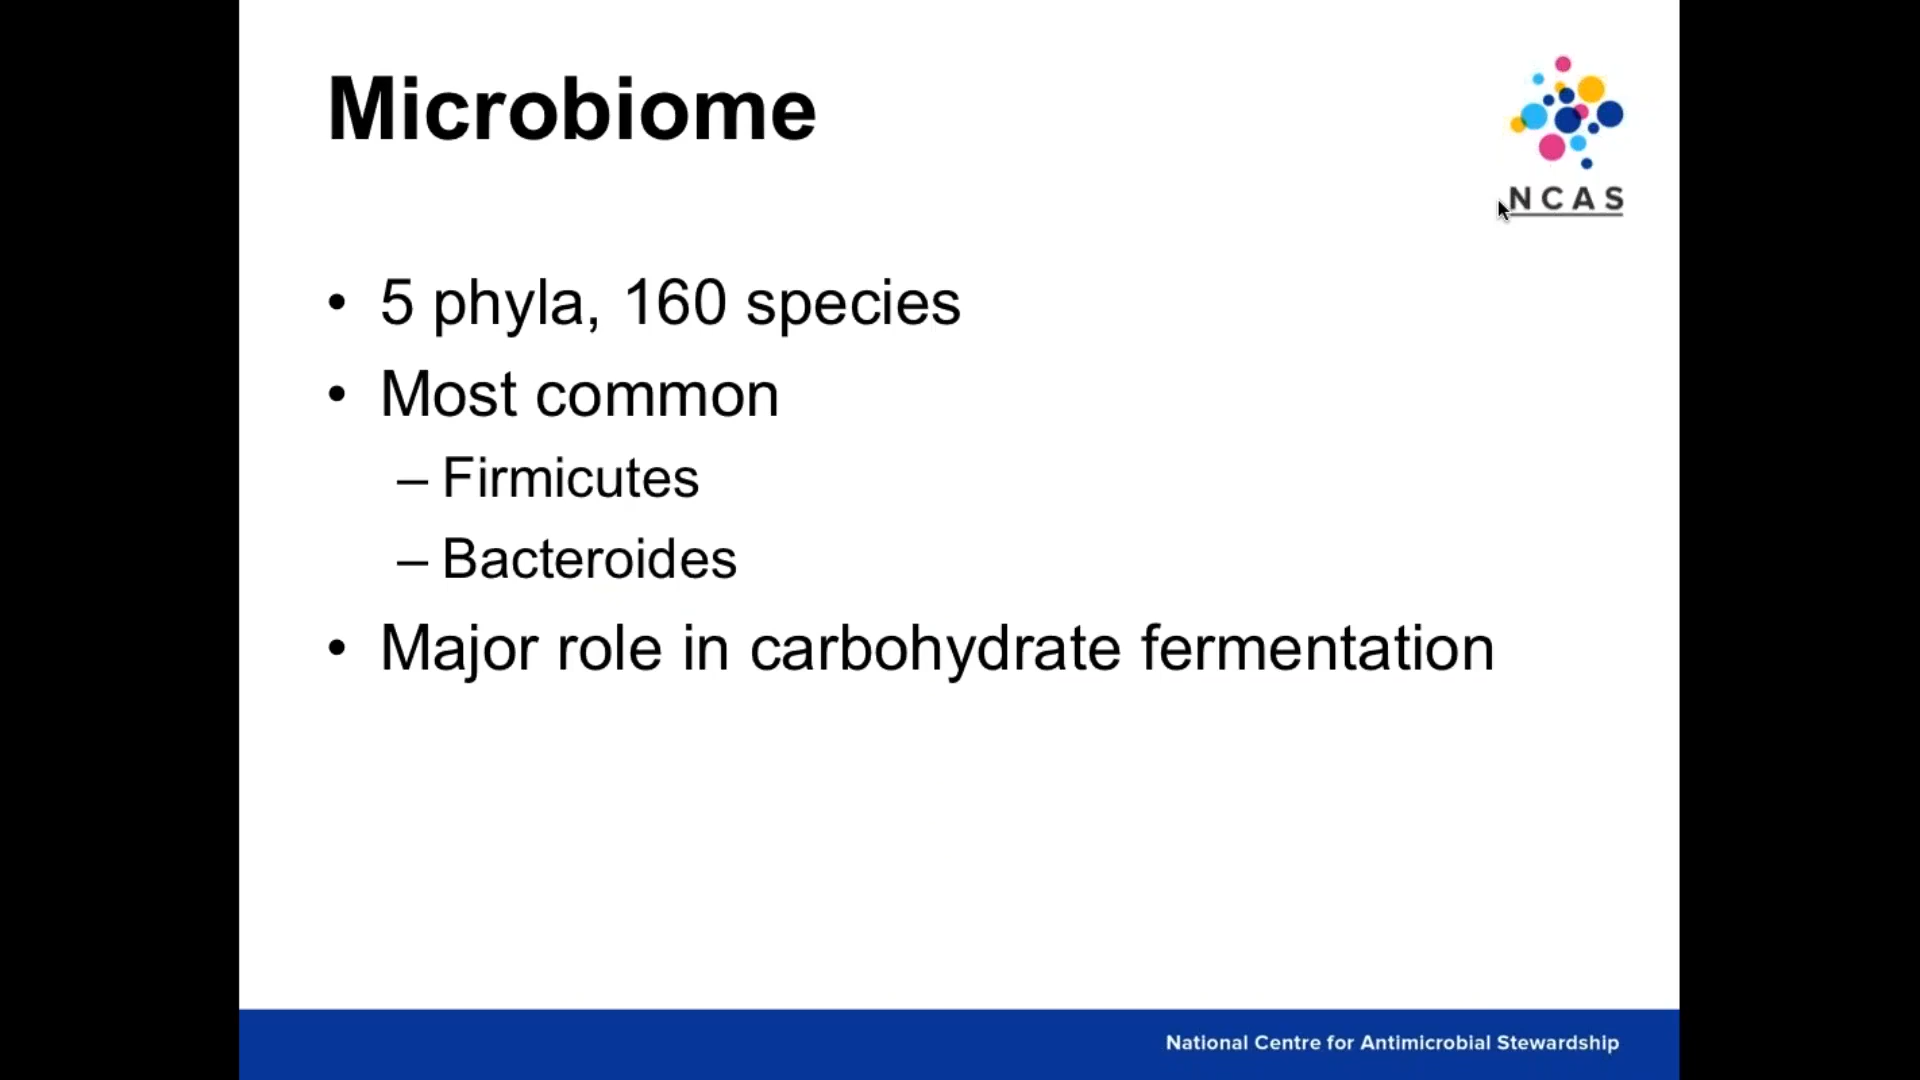 Microbiome
NCAS
• 5 phyla, 160 species
• Most common
– Firmicutes
– Bacteroides
• Major role in carbohydrate fermentation
National Centre for Antimicrobial Stewardship